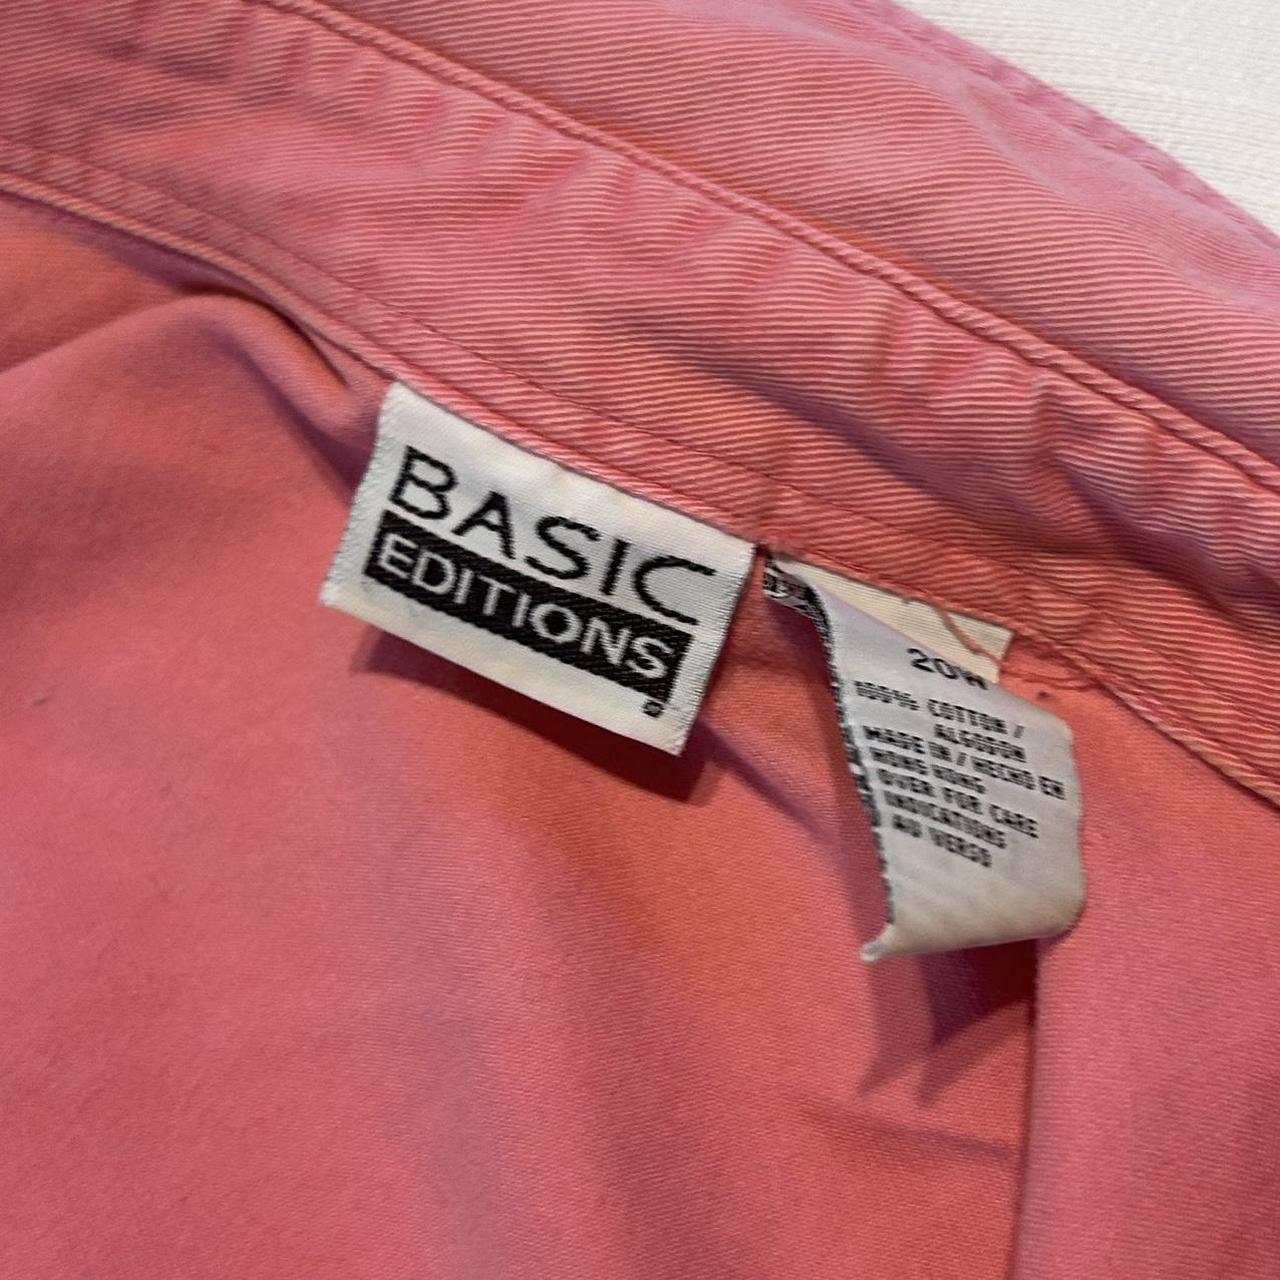 BASIC
EDITIONS
20W
100% COTTON /
ALGODON
MADE IN / HECHO EN
HONG KONG
OVER FOR CARE
INDICATIONS
AU VERSO